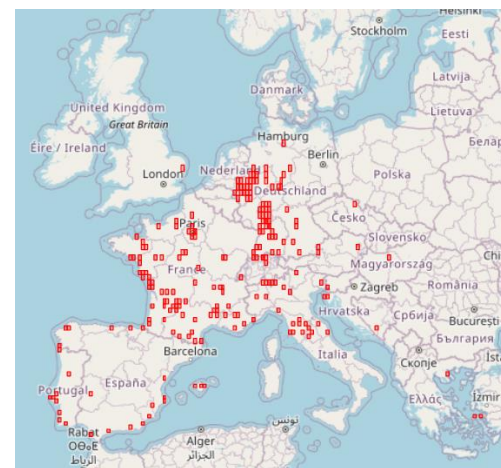 Helsinki
Stockholm
Eesti
Latvija
Danmark
Lietuva
United Kingdom
Great Britain
Hamburg
Éire / Ireland
Nederland
Berlin
London
Polska
Deutschland
Paris
Česko
Slovensko
France
Magyarország
Zagreb
România
Hrvatska
Србија
București
България
Barcelona
Italia
Скопје
España
Portugal
Ελλάς
İzmir
Rabat
ⵔⴱⴰⵟ
الرباط
Alger
الجزائر
تونس